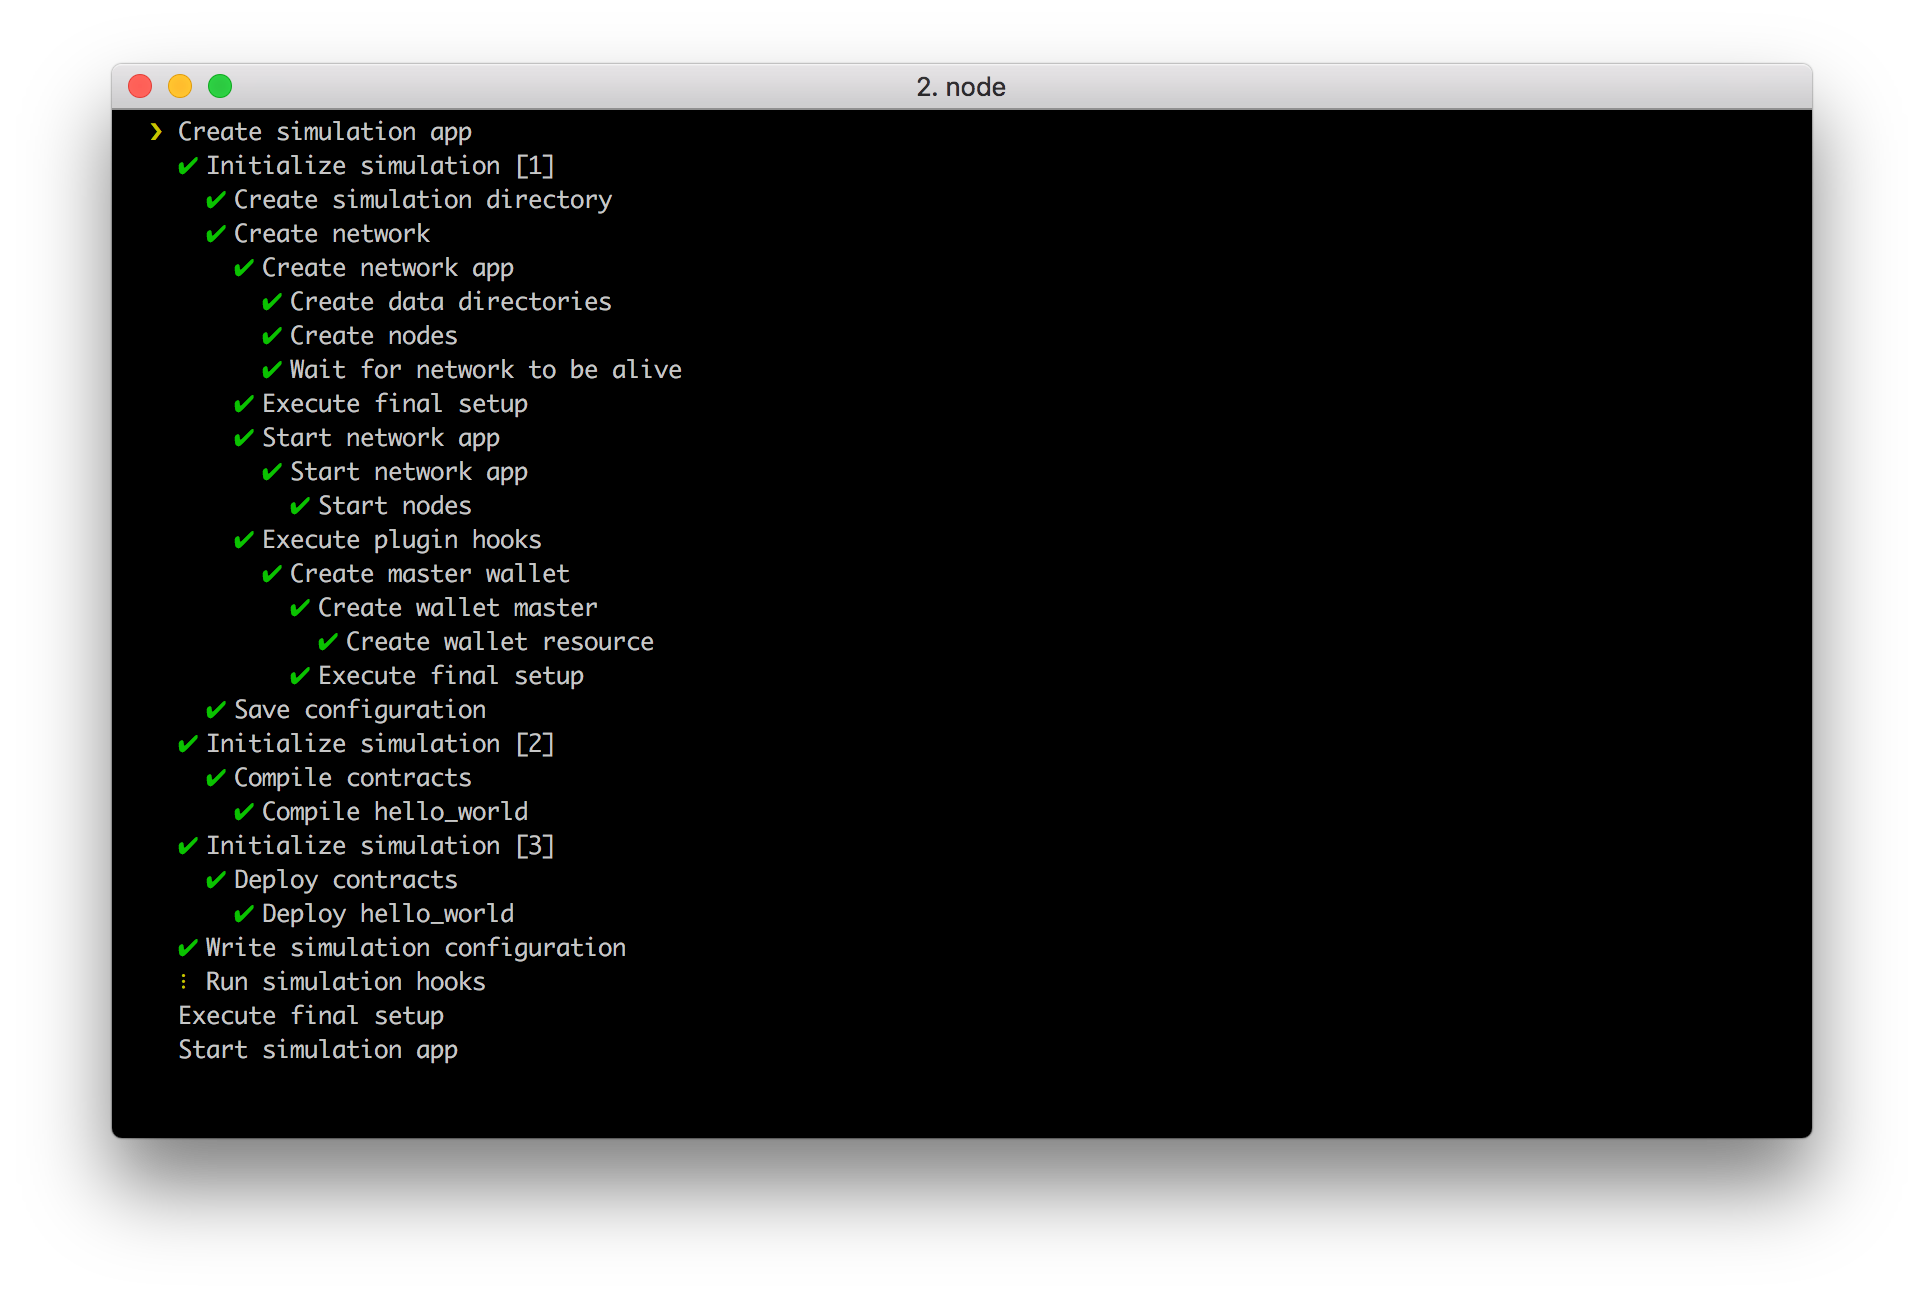 2. node
❯ Create simulation app
✔ Initialize simulation [1]
✔ Create simulation directory
✔ Create network
✔ Create network app
✔ Create data directories
✔ Create nodes
✔ Wait for network to be alive
✔ Execute final setup
✔ Start network app
✔ Start network app
✔ Start nodes
✔ Execute plugin hooks
✔ Create master wallet
✔ Create wallet master
✔ Create wallet resource
✔ Execute final setup
✔ Save configuration
✔ Initialize simulation [2]
✔ Compile contracts
✔ Compile hello_world
✔ Initialize simulation [3]
✔ Deploy contracts
✔ Deploy hello_world
✔ Write simulation configuration
⠇ Run simulation hooks
Execute final setup
Start simulation app